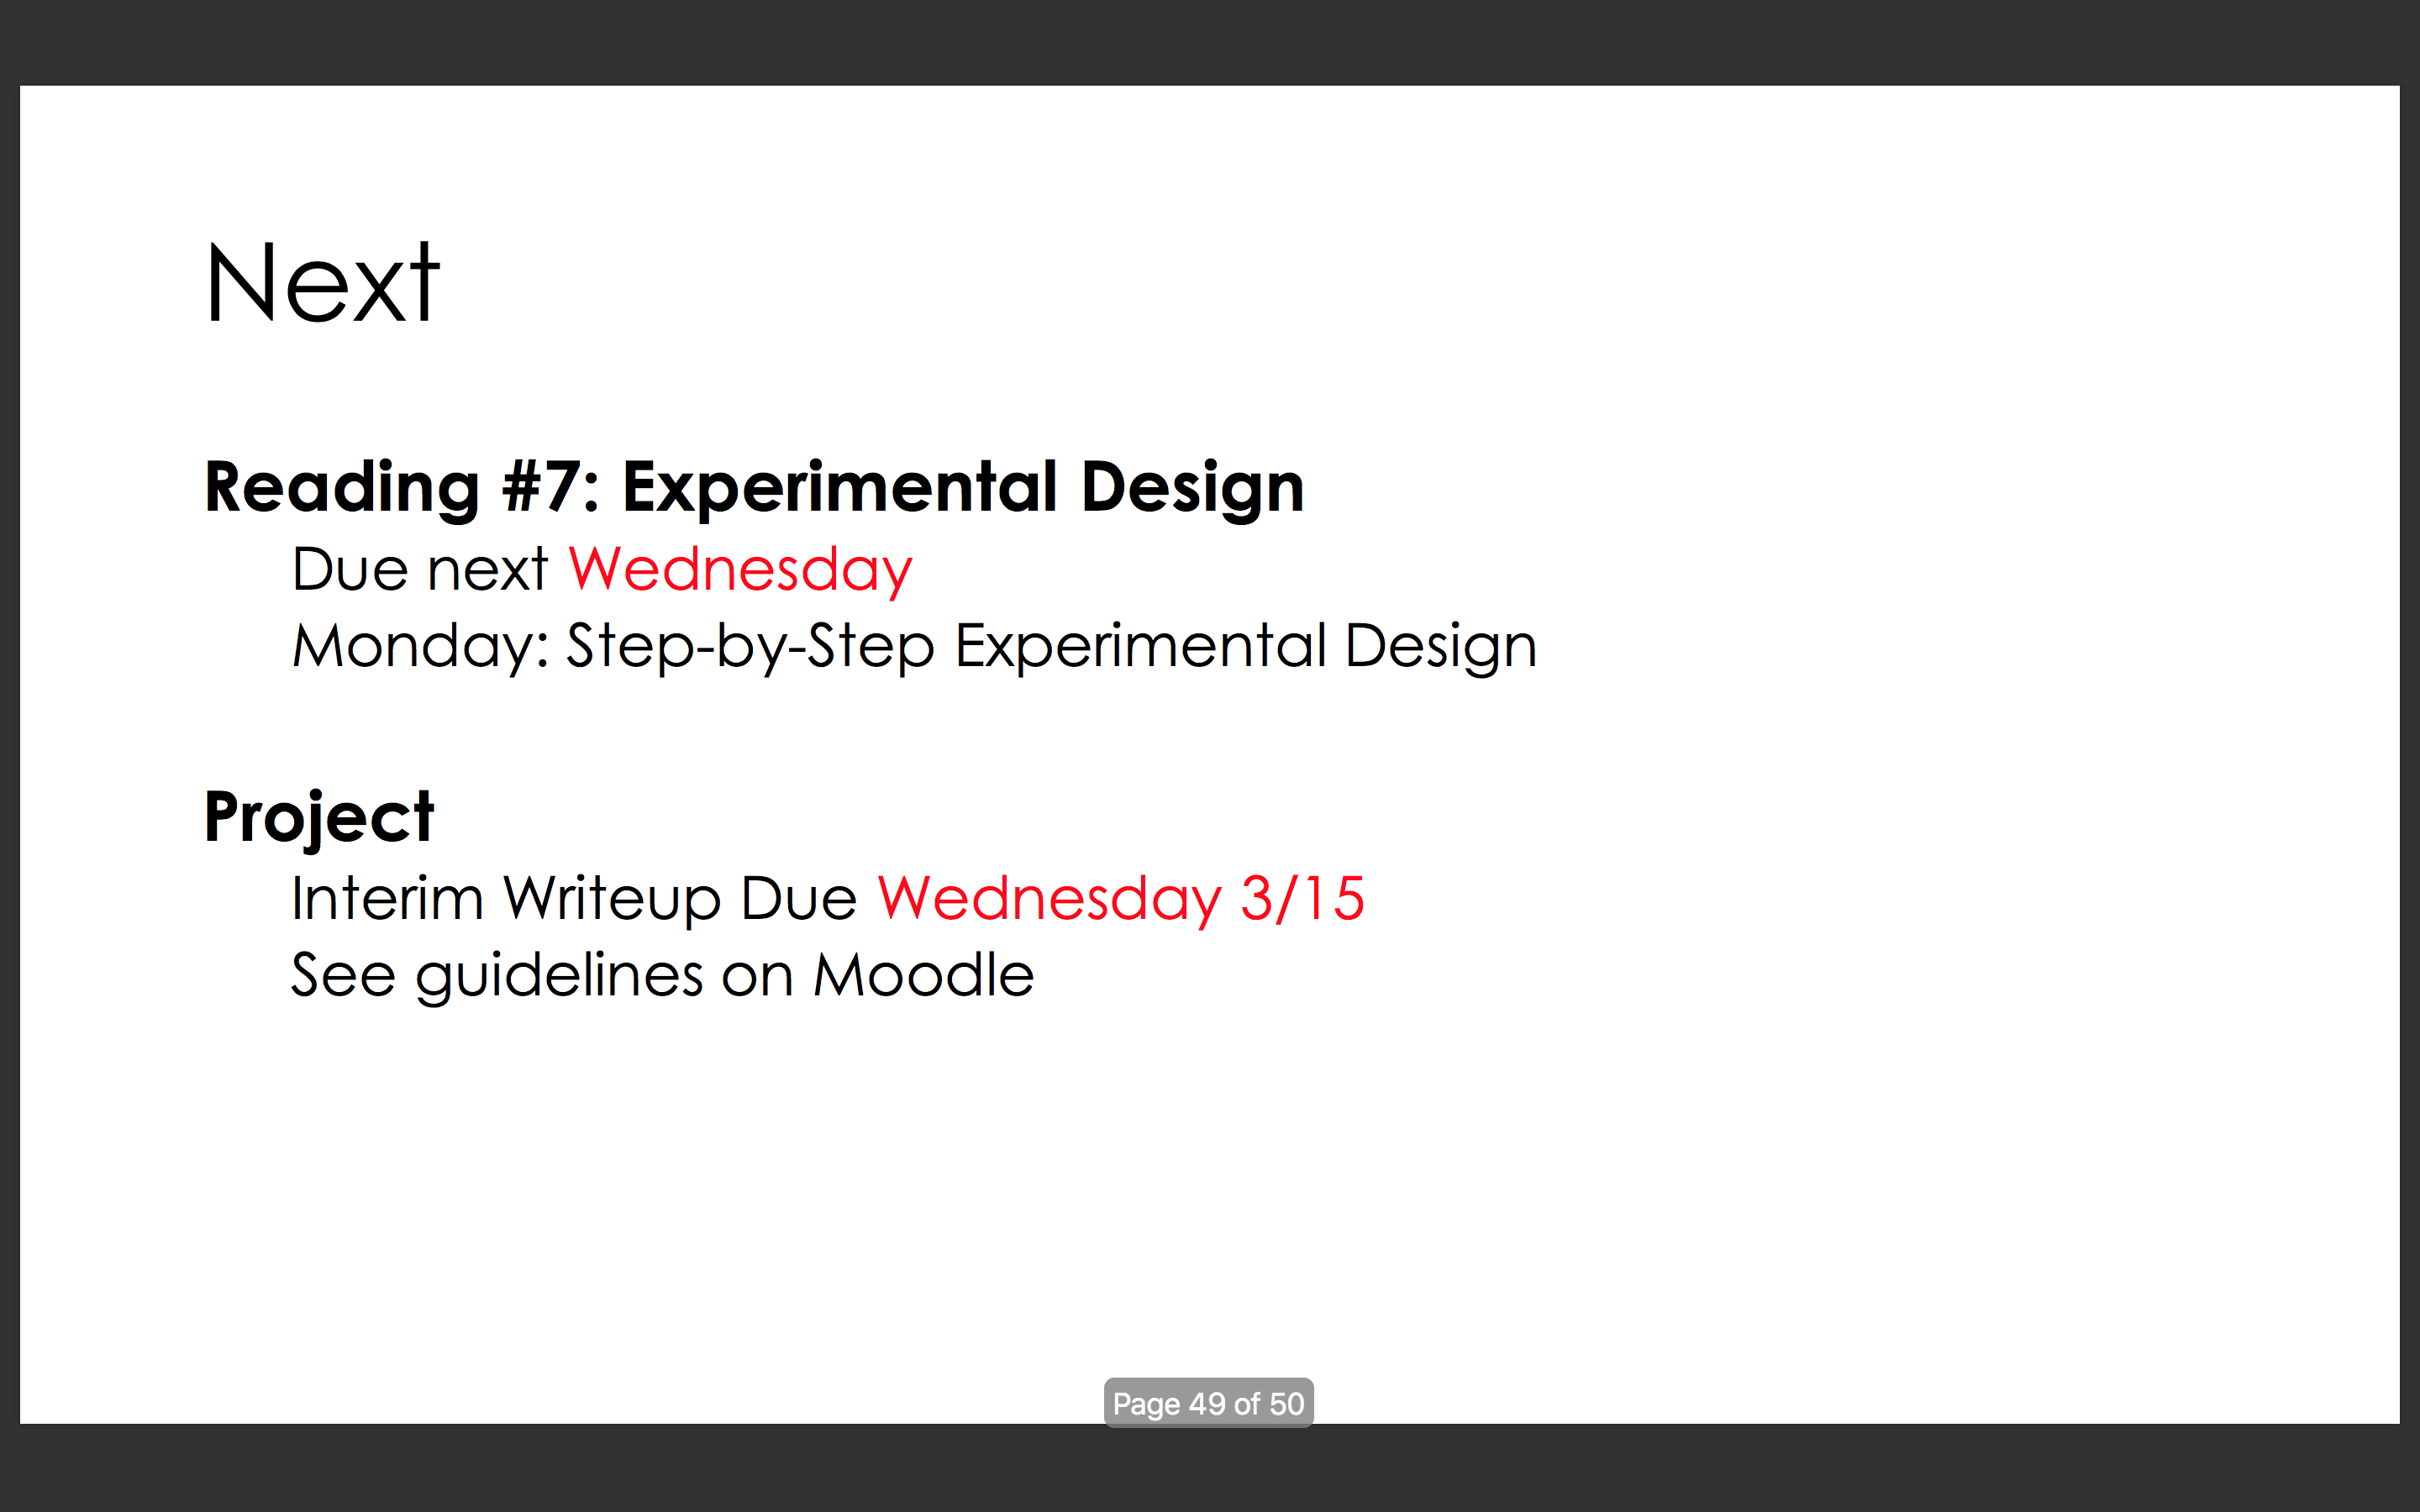 Next
Reading #7: Experimental Design
Due next Wednesday
Monday: Step-by-Step Experimental Design
Project
Interim Writeup Due Wednesday 3/15
See guidelines on Moodle
Page 49 of 50